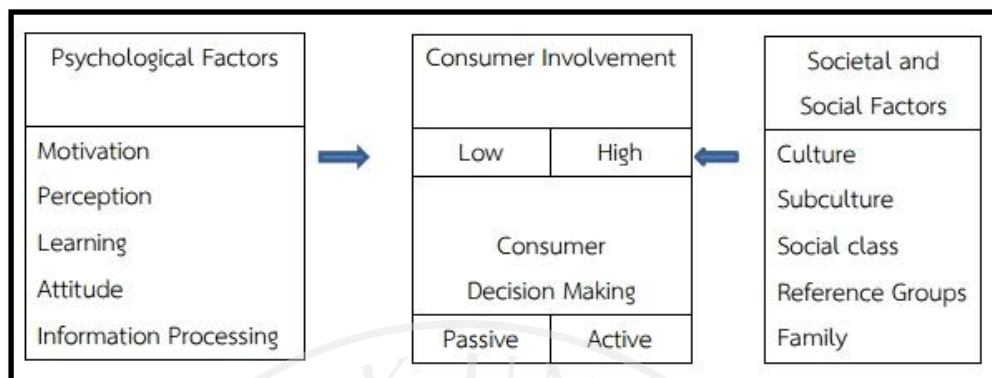 Psychological Factors
Motivation
Perception
Learning
Attitude
Information Processing
Consumer Involvement
Low High
Consumer
Decision Making
Passive Active
Societal and
Social Factors
Culture
Subculture
Social class
Reference Groups
Family